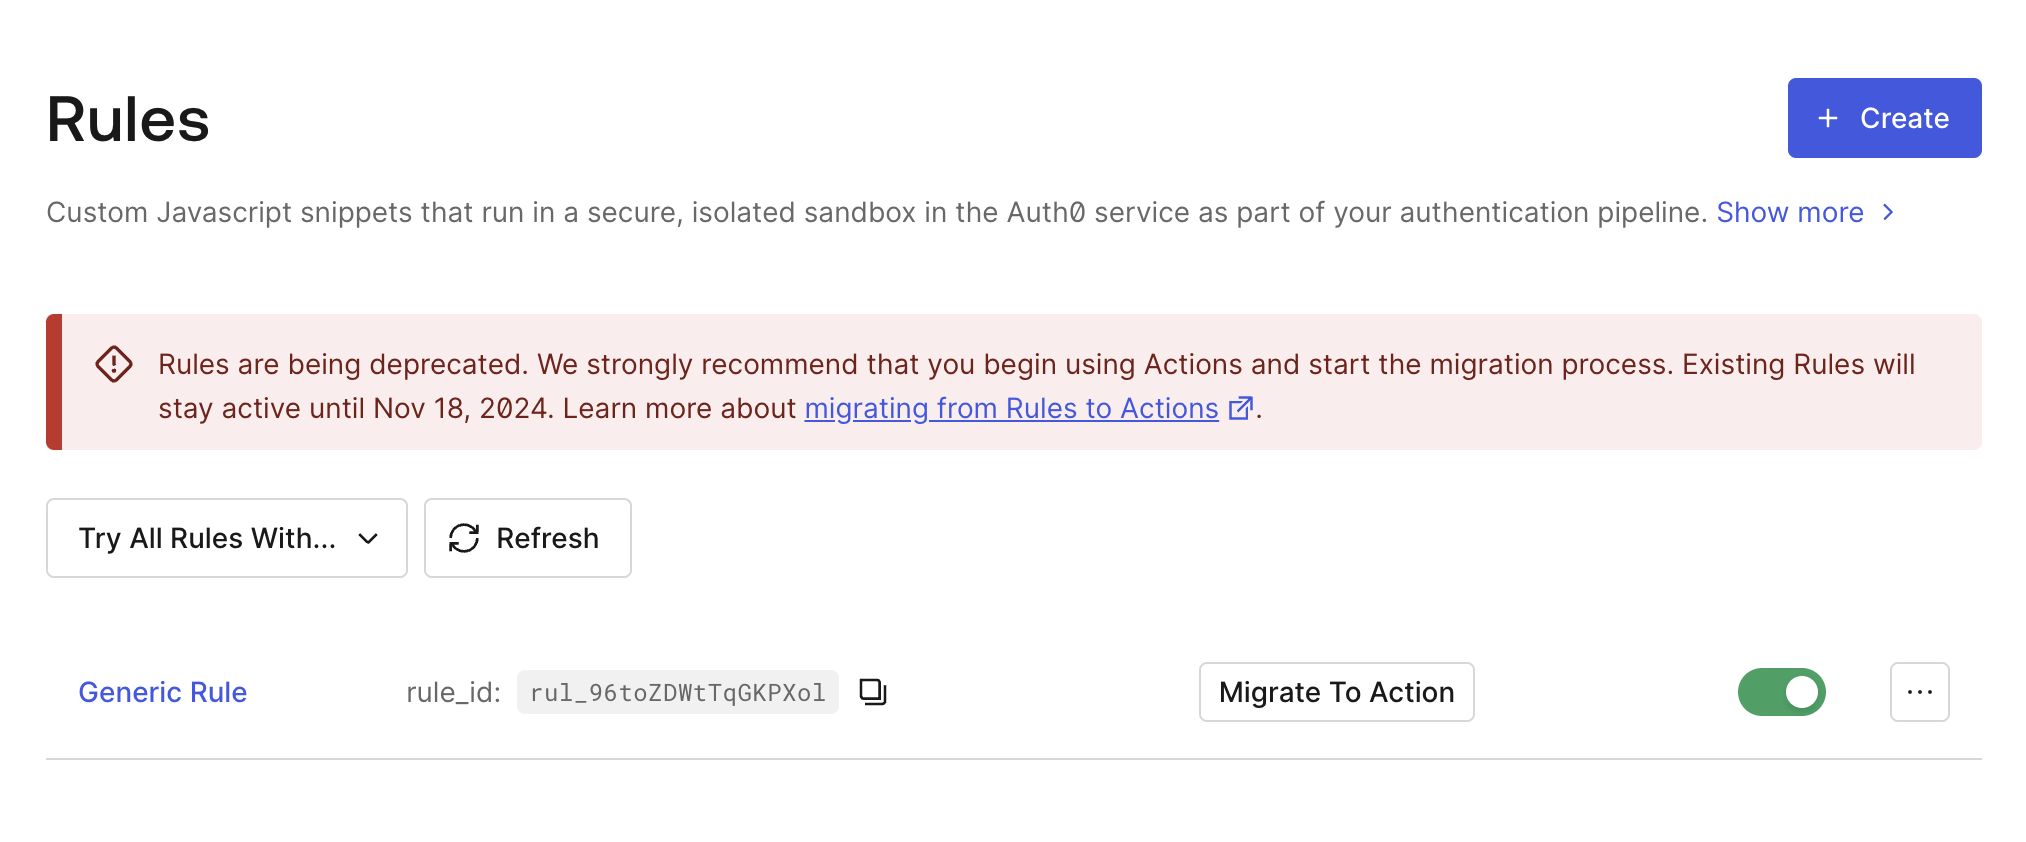 Rules
+ Create
Custom Javascript snippets that run in a secure, isolated sandbox in the Auth0 service as part of your authentication pipeline. Show more
Rules are being deprecated. We strongly recommend that you begin using Actions and start the migration process. Existing Rules will
stay active until Nov 18, 2024. Learn more about migrating from Rules to Actions.
Try All Rules With...
Refresh
Generic Rule
rule_id: rul_96toZDWtTqGKPXol
Migrate To Action